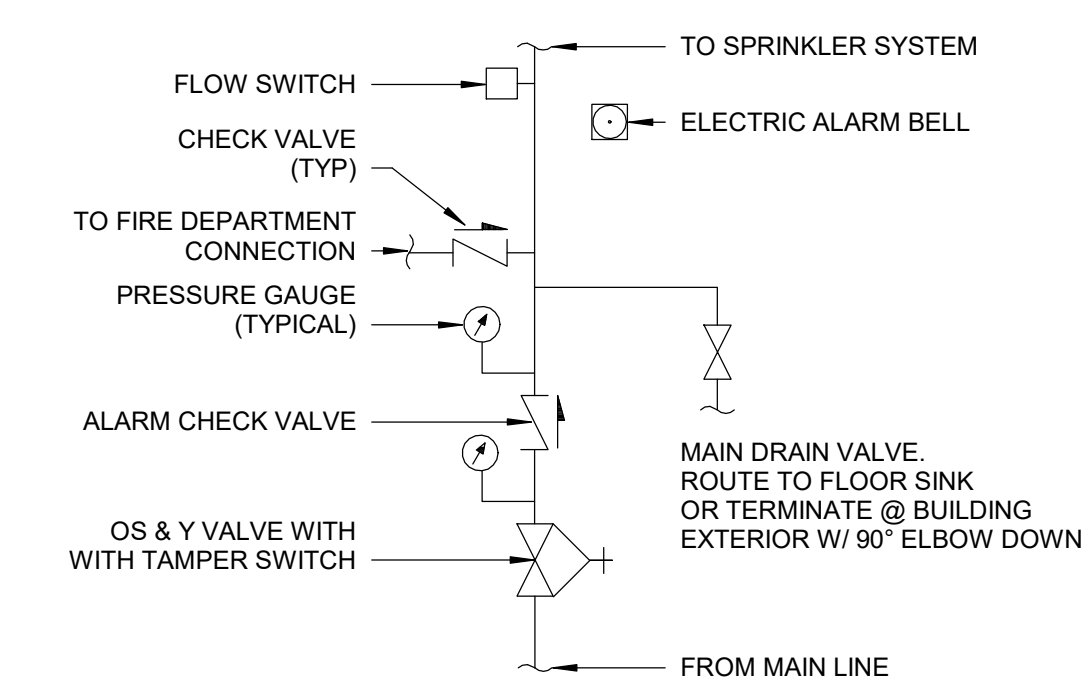 TO SPRINKLER SYSTEM
FLOW SWITCH
ELECTRIC ALARM BELL
CHECK VALVE
(TYP)
TO FIRE DEPARTMENT
CONNECTION
PRESSURE GAUGE
(TYPICAL)
ALARM CHECK VALVE
MAIN DRAIN VALVE.
ROUTE TO FLOOR SINK
OR TERMINATE @ BUILDING
EXTERIOR W/ 90° ELBOW DOWN
OS & Y VALVE WITH
WITH TAMPER SWITCH
FROM MAIN LINE